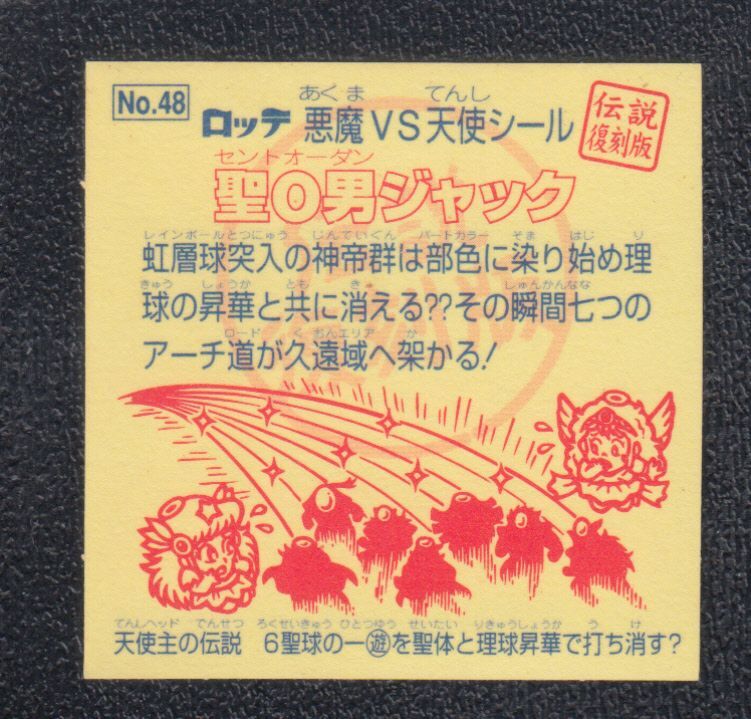 No.48
あくま てんし
ロッテ 悪魔VS天使シール
伝説
復刻版
セントオーダン
聖O男ジャック
レインボールとつにゅう しんていぐん パートカラー そま はじ り
虹層球突入の神帝群は部色に染り始め理
きゅう しょうか とも き しゅんかんなな
球の昇華と共に消える??その瞬間七つの
ロード くおんエリア か
アーチ道が久遠域へ架かる!
てんしヘッド でんせつ ろくせいきゅう ひとつゆう せいたい りきゅうしょうか う け
天使主の伝説 6聖球の一遊を聖体と理球昇華で打ち消す?